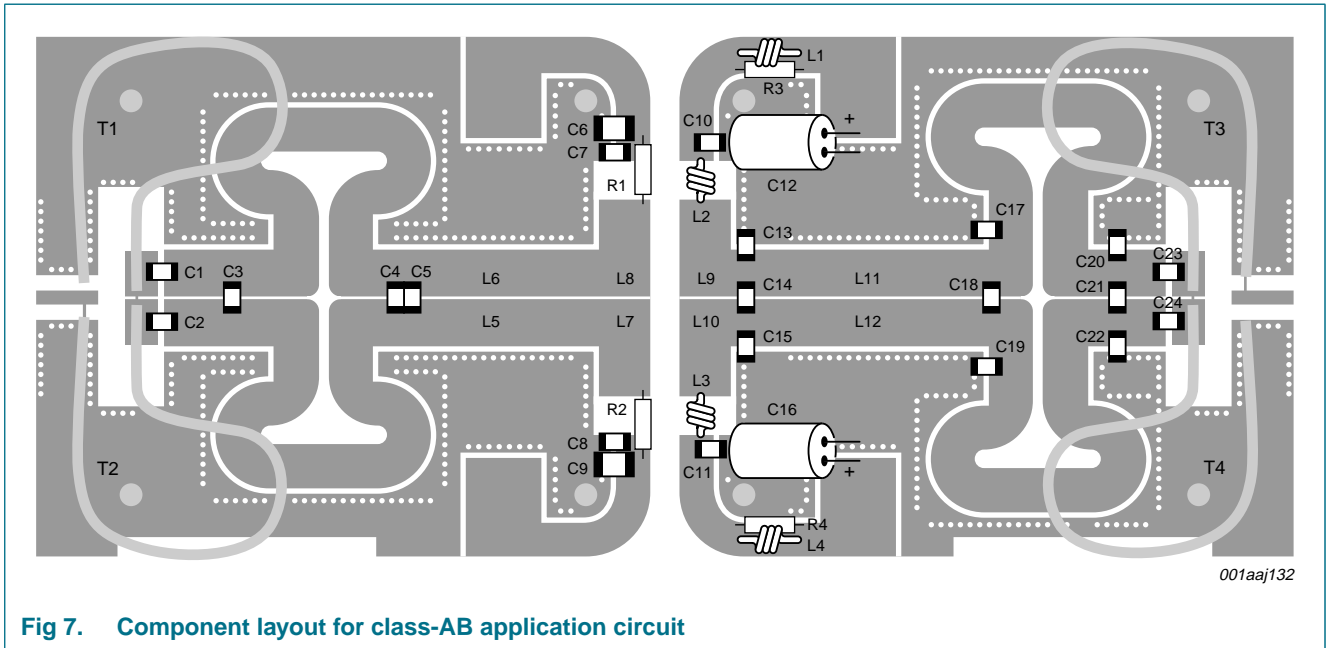 L1
R3
T1
T3
C6
C7
R1
C10
+
C12
L2
C13
C17
C20
C23
C1
C3
C4
C5
L6
L8
L9
C14
L11
C18
C21
C2
L5
L7
L10
C15
L12
C19
C22
C24
L3
R2
C16
C8
C9
C11
+
T2
T4
R4
L4
001aaj132
Fig 7. Component layout for class-AB application circuit